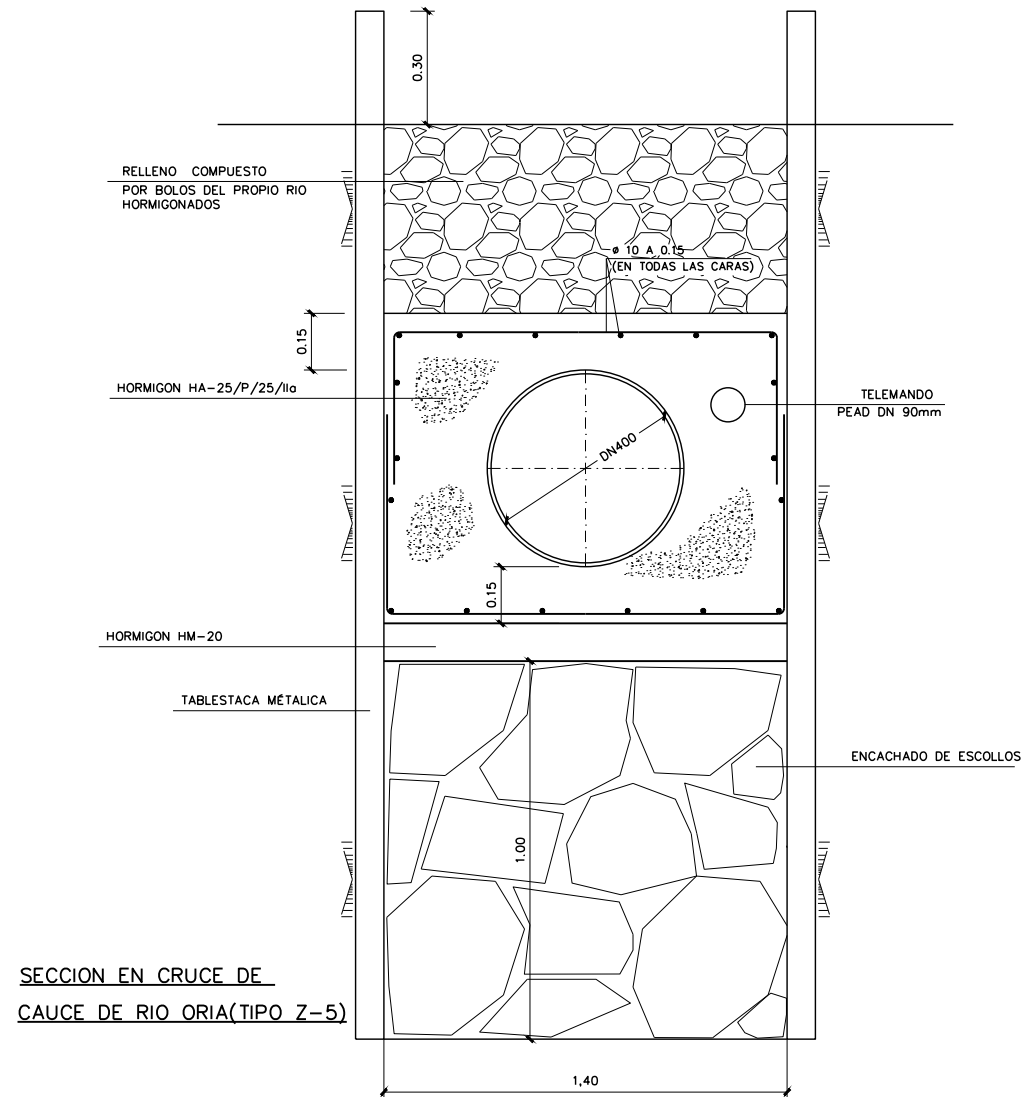 0.30
RELLENO COMPUESTO
POR BOLOS DEL PROPIO RIO
HORMIGONADOS
ø 10 A 0.15
(EN TODAS LAS CARAS)
0.15
HORMIGON HA-25/P/25/IIa
TELEMANDO
PEAD DN 90mm
DN400
0.15
HORMIGON HM-20
TABLESTACA MÉTALICA
ENCACHADO DE ESCOLLOS
1.00
SECCION EN CRUCE DE
CAUCE DE RIO ORIA(TIPO Z-5)
1,40